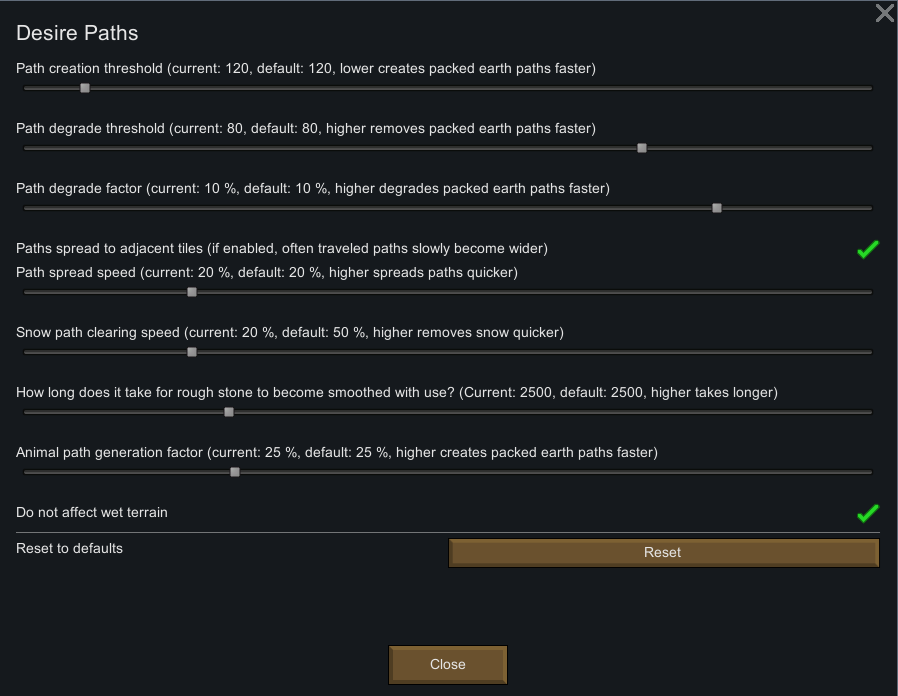 Desire Paths
Path creation threshold (current: 120, default: 120, lower creates packed earth paths faster)
Path degrade threshold (current: 80, default: 80, higher removes packed earth paths faster)
Path degrade factor (current: 10 %, default: 10 %, higher degrades packed earth paths faster)
Paths spread to adjacent tiles (if enabled, often traveled paths slowly become wider)
Path spread speed (current: 20 %, default: 20 %, higher spreads paths quicker)
Snow path clearing speed (current: 20 %, default: 50 %, higher removes snow quicker)
How long does it take for rough stone to become smoothed with use? (Current: 2500, default: 2500, higher takes longer)
Animal path generation factor (current: 25 %, default: 25 %, higher creates packed earth paths faster)
Do not affect wet terrain
Reset to defaults
Reset
Close